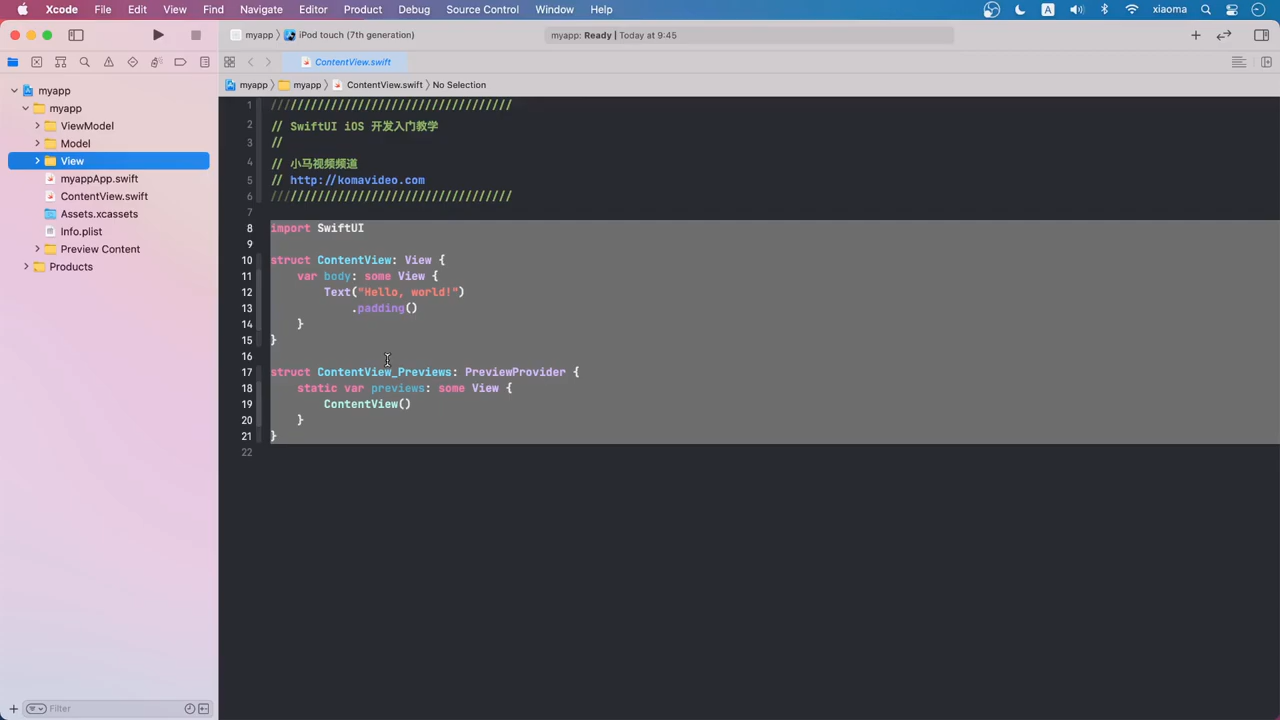 Xcode File Edit View Find Navigate Editor Product Debug Source Control Window Help A xiaoma
myapp iPod touch (7th generation) myapp: Ready | Today at 9:45
ContentView.swift
myapp myapp ContentView.swift No Selection
myapp
myapp
ViewModel
Model
View
myappApp.swift
ContentView.swift
Assets.xcassets
Info.plist
Preview Content
Products
Filter
1 ///////////////////////////////////
2 // SwiftUI iOS 开发入门教学
3 //
4 // 小马视频频道
5 // http://komavideo.com
6 ///////////////////////////////////
7
8 import SwiftUI
9
10 struct ContentView: View {
11 var body: some View {
12 Text("Hello, world!")
13 .padding()
14 }
15 }
16
17 struct ContentView_Previews: PreviewProvider {
18 static var previews: some View {
19 ContentView()
20 }
21 }
22